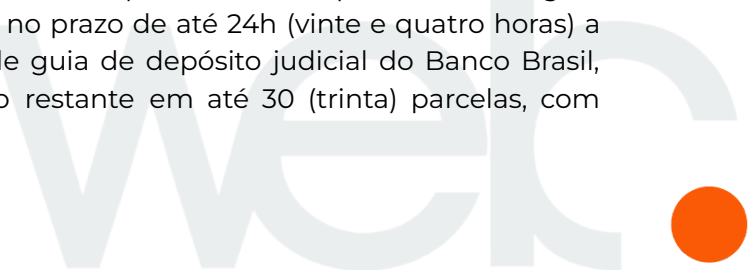 no prazo de até 24h (vinte e quatro horas) a
guia de depósito judicial do Banco Brasil,
restante em até 30 (trinta) parcelas, com